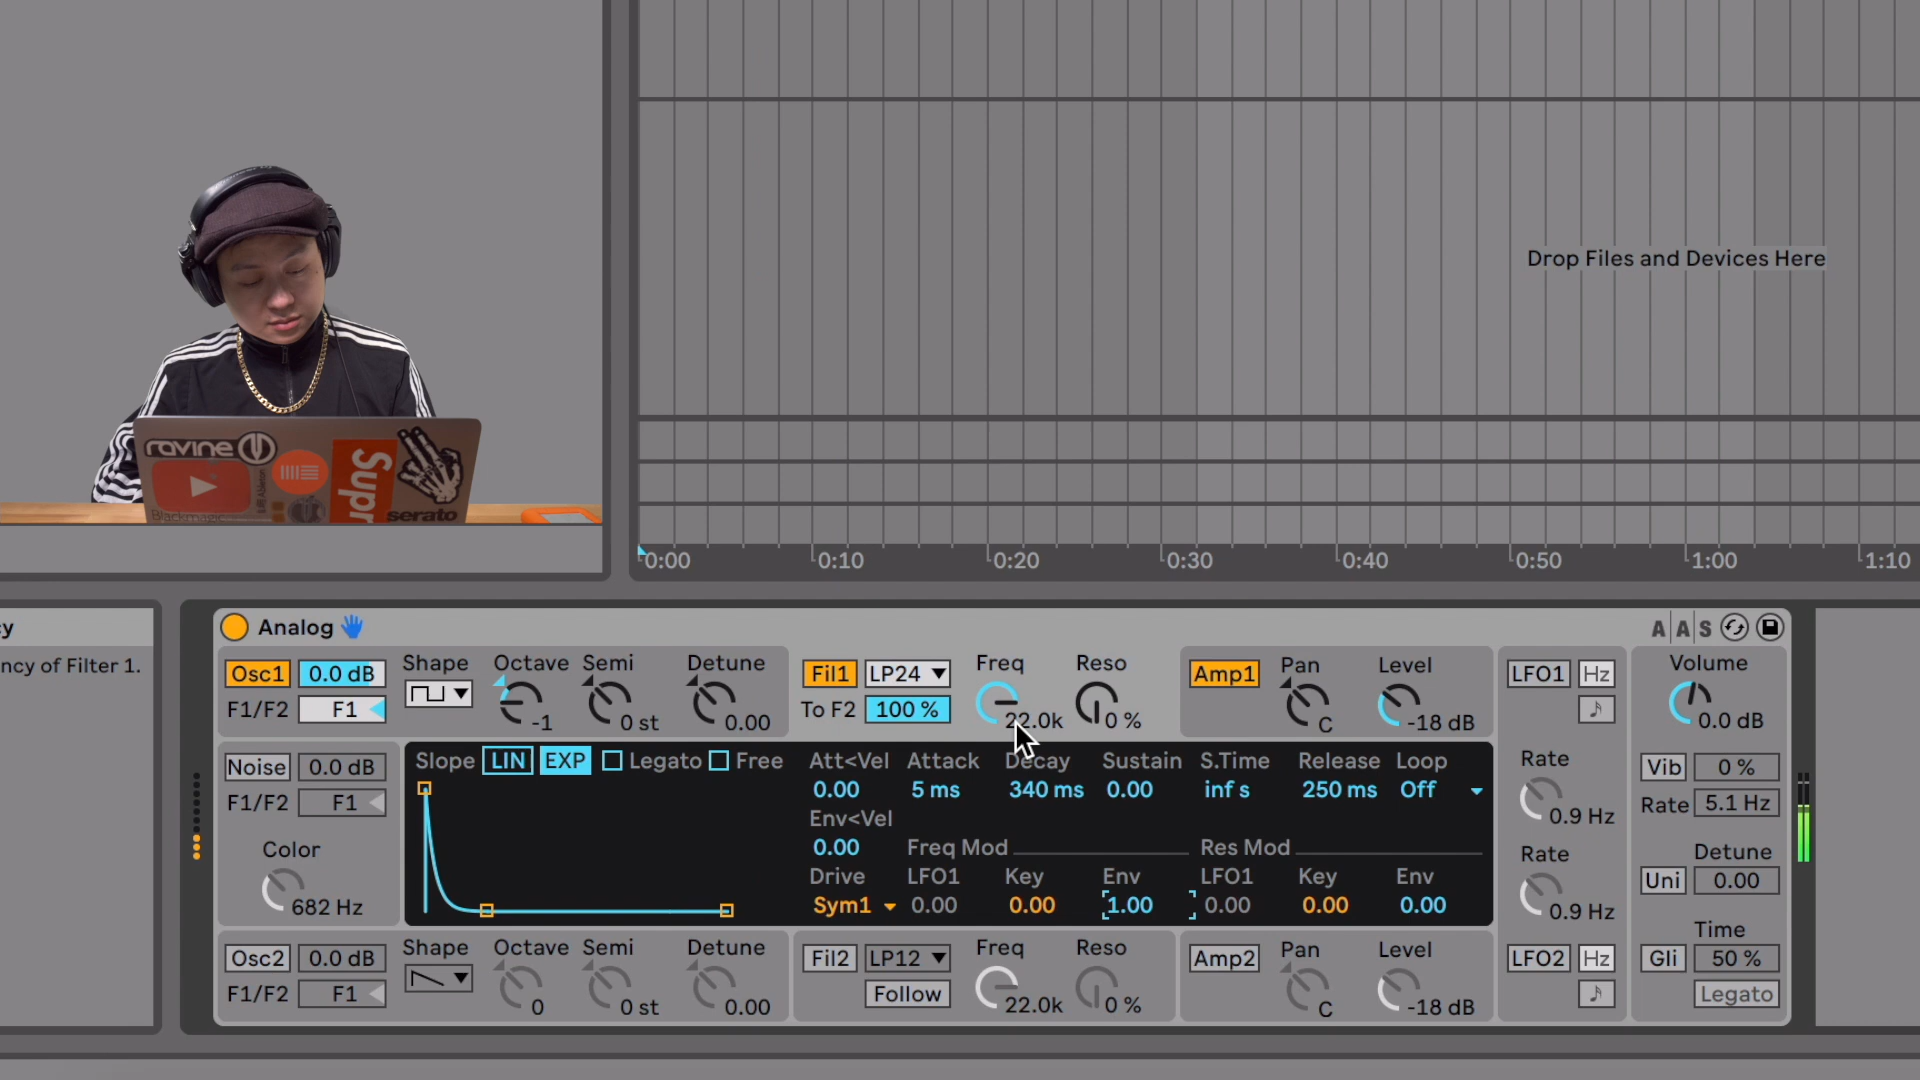 Drop Files and Devices Here
ravine
Supr
Blackmagic
serato
0:00 0:10 0:20 0:30 0:40 0:50 1:00 1:10
cy
ncy of Filter 1.
Analog
A A S
Osc1 0.0 dB Shape Octave Semi Detune
F1/F2 F1 -1 0 st 0.00
Fil1 LP24 Freq Reso
To F2 100 % 22.0k 0 %
Amp1 Pan Level
C -18 dB
LFO1 Hz
Volume
0.0 dB
Noise 0.0 dB
F1/F2 F1
Color
682 Hz
Slope LIN EXP Legato Free
Att<Vel Attack Decay Sustain S.Time Release Loop
0.00 5 ms 340 ms 0.00 inf s 250 ms Off
Env<Vel
0.00 Freq Mod Res Mod
Drive LFO1 Key Env LFO1 Key Env
Sym1 0.00 0.00 1.00 0.00 0.00 0.00
Rate
0.9 Hz
Rate
0.9 Hz
Vib 0 %
Rate 5.1 Hz
Detune
Uni 0.00
Time
Osc2 0.0 dB Shape Octave Semi Detune
F1/F2 F1 0 0 st 0.00
Fil2 LP12 Freq Reso
Follow 22.0k 0 %
Amp2 Pan Level
C -18 dB
LFO2 Hz
Gli 50 %
Legato